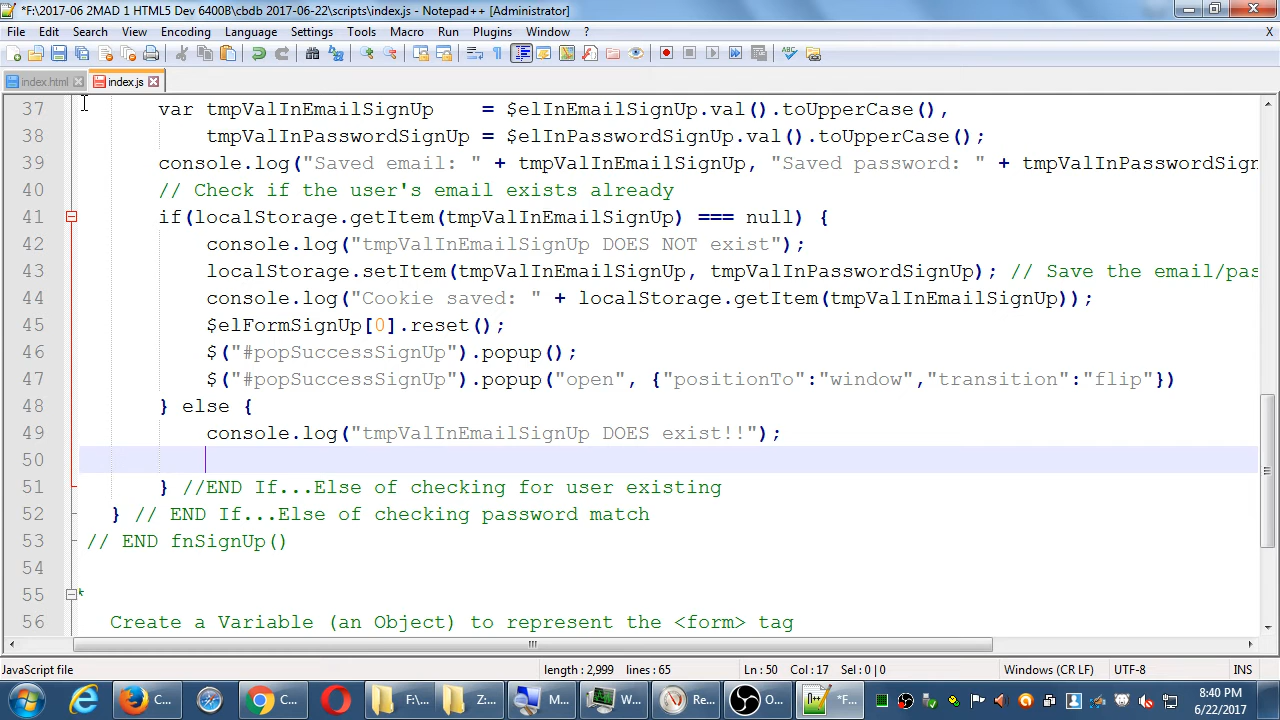 *F:\2017-06 2MAD 1 HTML5 Dev 6400B\cbdb 2017-06-22\scripts\index.js - Notepad++ [Administrator]
File Edit Search View Encoding Language Settings Tools Macro Run Plugins Window ? X
index.html index.js
37 var tmpValInEmailSignUp = $elInEmailSignUp.val().toUpperCase(),
38 tmpValInPasswordSignUp = $elInPasswordSignUp.val().toUpperCase();
39 console.log("Saved email: " + tmpValInEmailSignUp, "Saved password: " + tmpValInPasswordSign
40 // Check if the user's email exists already
41 if(localStorage.getItem(tmpValInEmailSignUp) === null) {
42 console.log("tmpValInEmailSignUp DOES NOT exist");
43 localStorage.setItem(tmpValInEmailSignUp, tmpValInPasswordSignUp); // Save the email/pas
44 console.log("Cookie saved: " + localStorage.getItem(tmpValInEmailSignUp));
45 $elFormSignUp[0].reset();
46 $("#popSuccessSignUp").popup();
47 $("#popSuccessSignUp").popup("open", {"positionTo":"window","transition":"flip"})
48 } else {
49 console.log("tmpValInEmailSignUp DOES exist!!");
50
51 } //END If...Else of checking for user existing
52 } // END If...Else of checking password match
53 // END fnSignUp()
54
55 *
56 Create a Variable (an Object) to represent the <form> tag
JavaScript file length : 2,999 lines : 65 Ln : 50 Col : 17 Sel : 0 | 0 Windows (CR LF) UTF-8 INS
C... C... F:\... Z:... M... W... Re... O... *F... 8:40 PM
6/22/2017